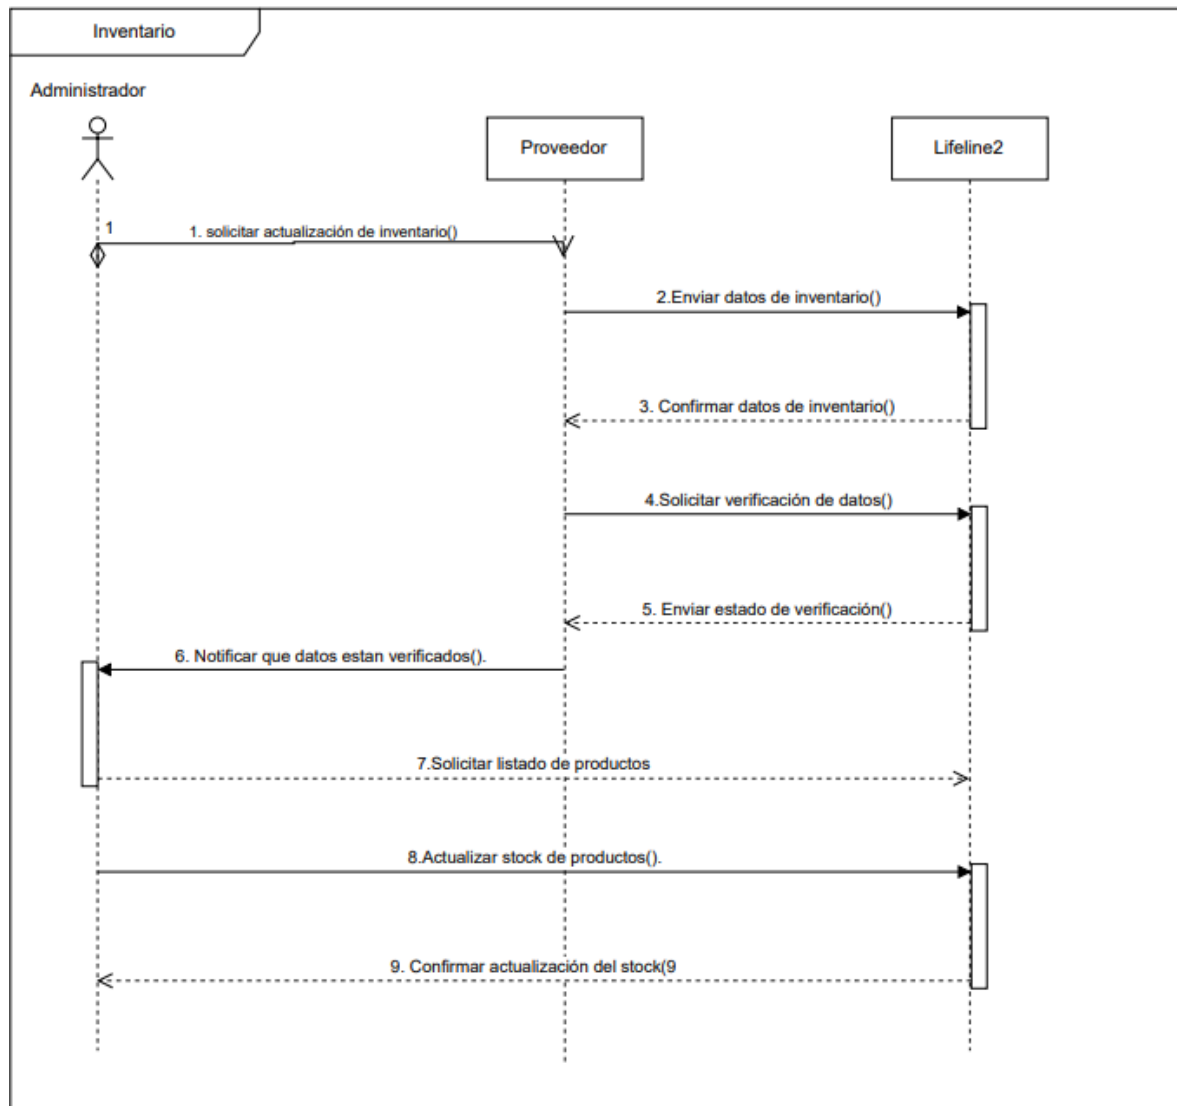 Inventario
Administrador
Proveedor
Lifeline2
1
1. solicitar actualización de inventario()
2.Enviar datos de inventario()
3. Confirmar datos de inventario()
4.Solicitar verificación de datos()
5. Enviar estado de verificación()
6. Notificar que datos estan verificados().
7.Solicitar listado de productos
8.Actualizar stock de productos().
9. Confirmar actualización del stock(9